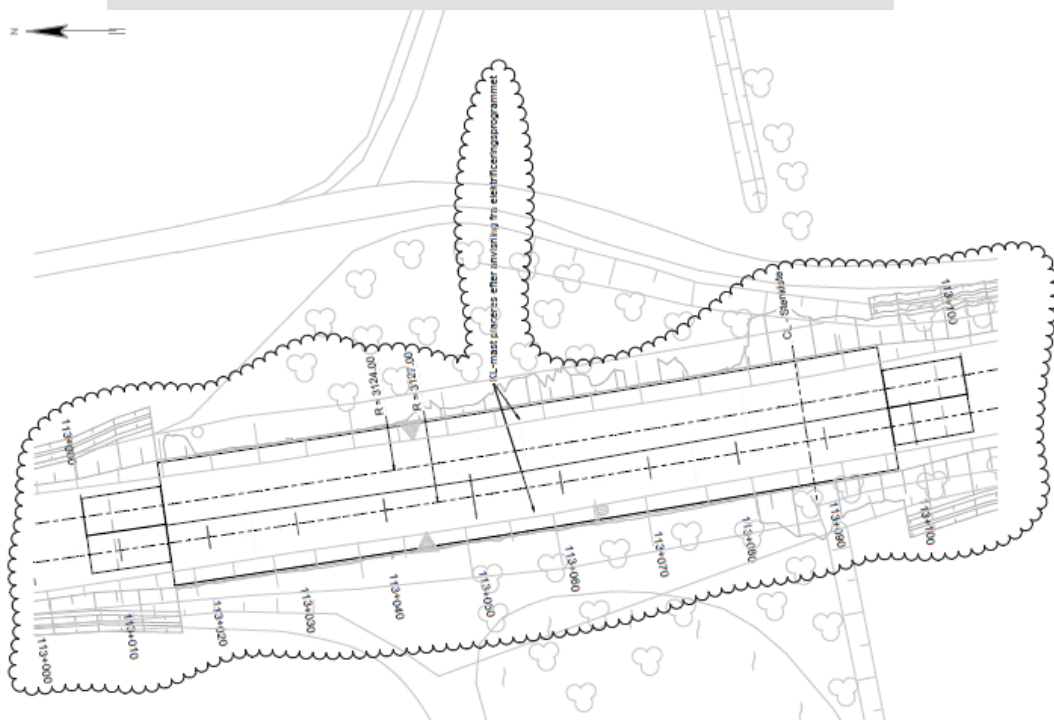 N
KL-mast placeres efter anvisning fra elektrificeringsprogrammet
R = 3124.00
R = 3127.00
CL - Stenkiste
113+100
113+000
113+000
113+010
113+020
113+030
113+040
113+050
113+060
113+070
113+080
113+090
113+100